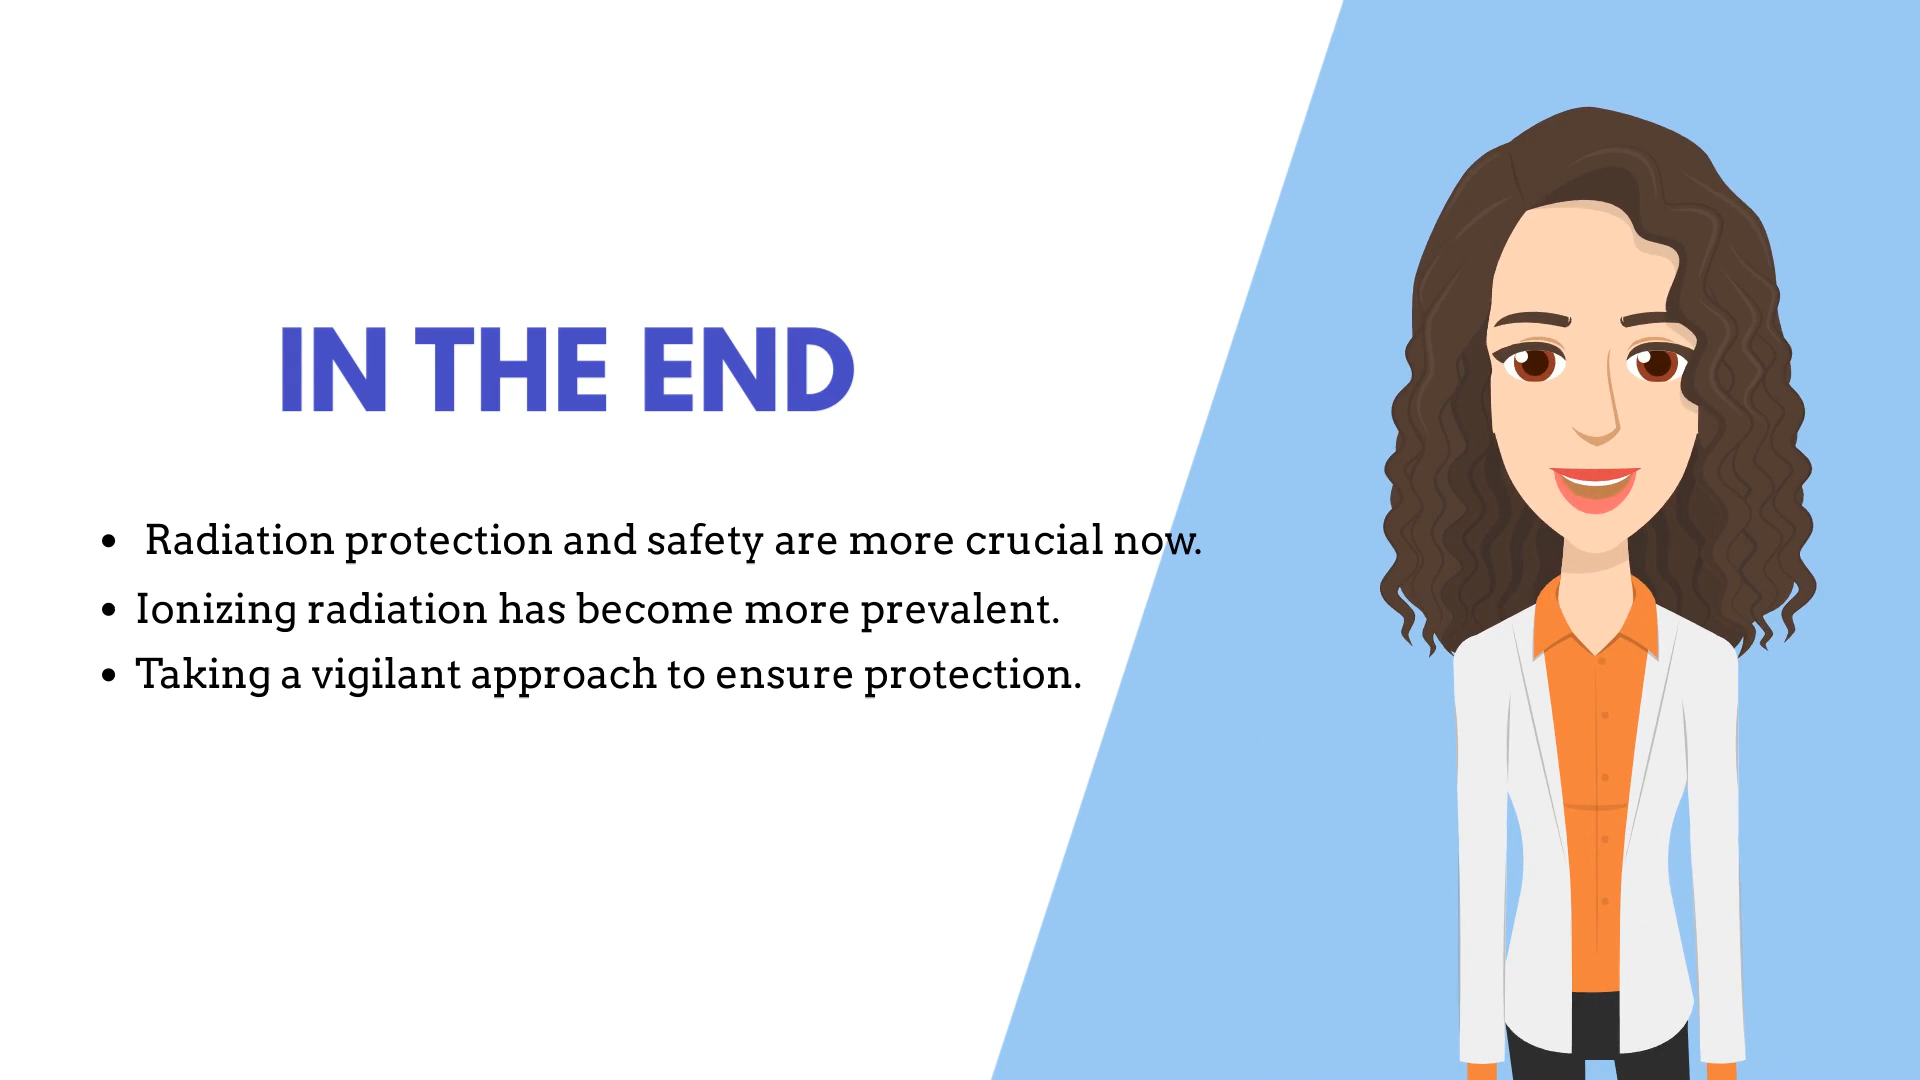 IN THE END
• Radiation protection and safety are more crucial now.
• Ionizing radiation has become more prevalent.
• Taking a vigilant approach to ensure protection.